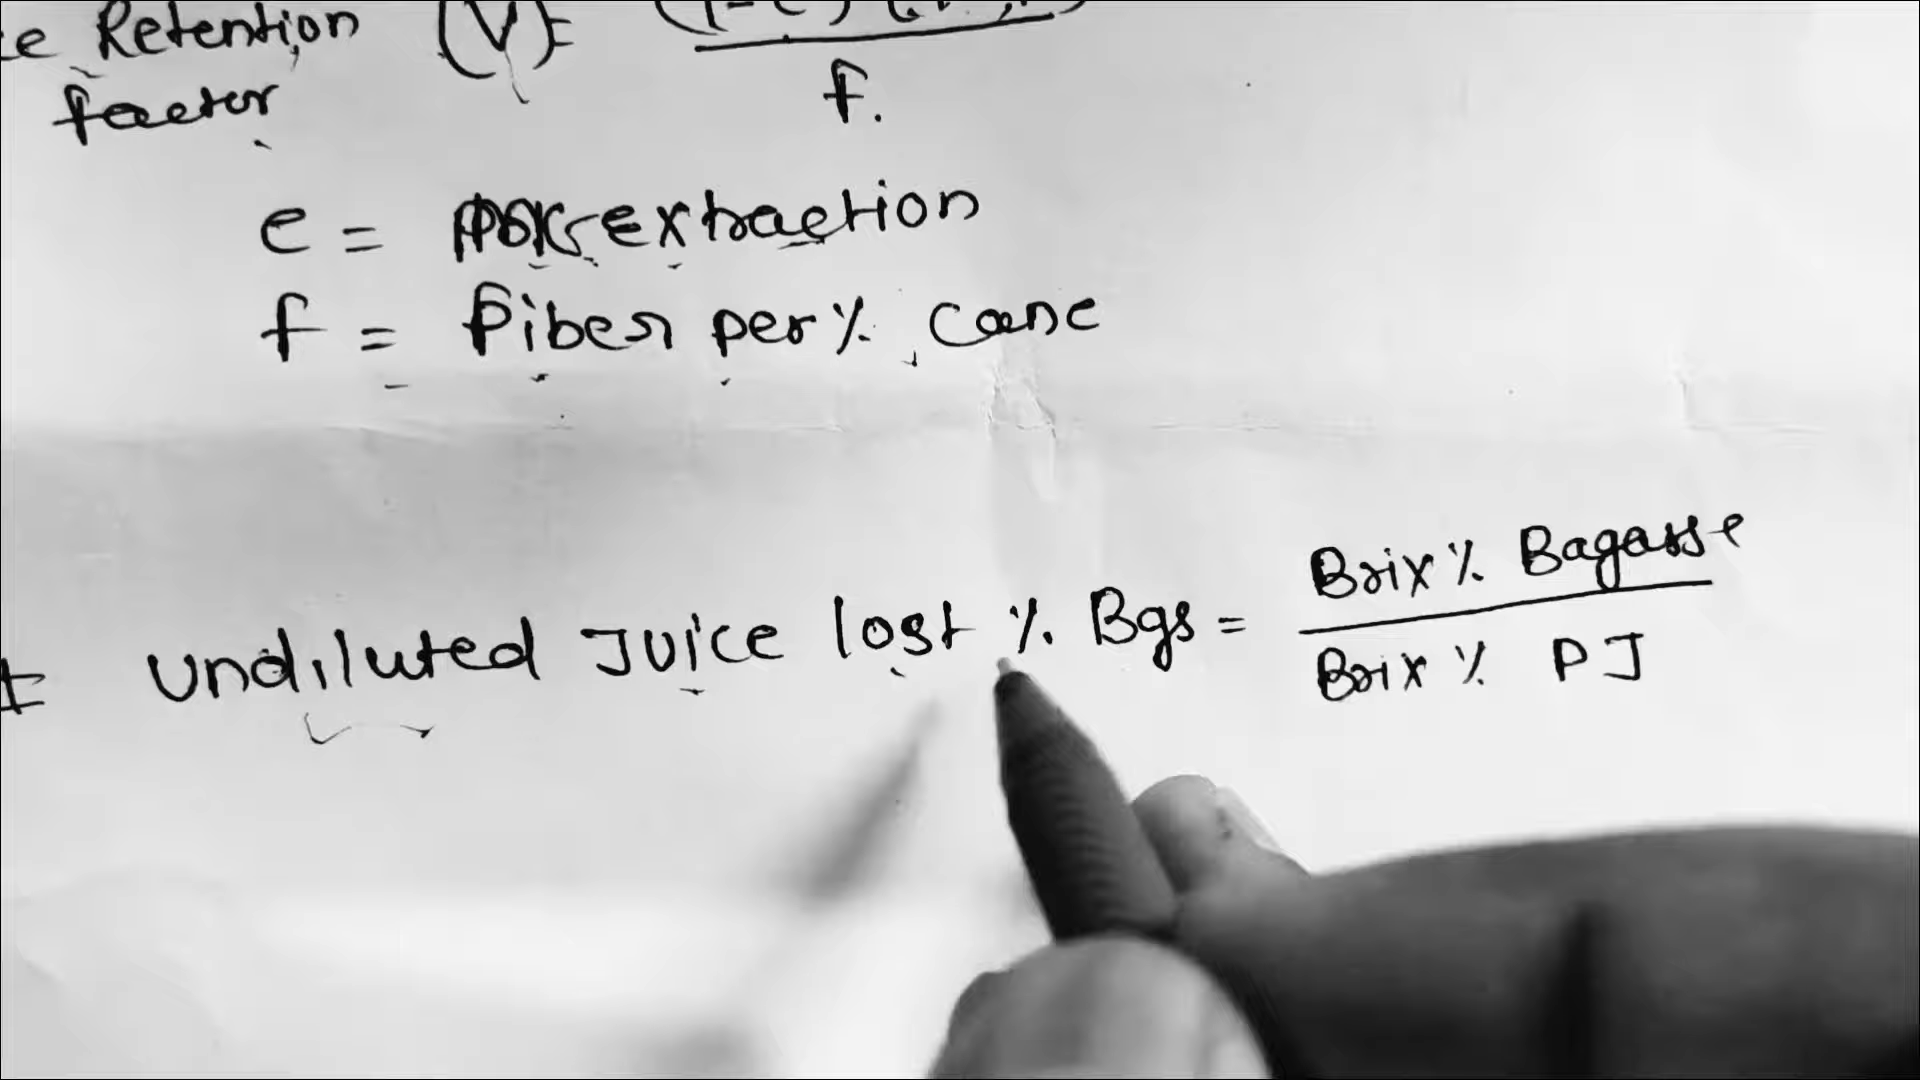 e Retention (V) =
f.
factor
e = extraction
f = fiber per % cane
Undiluted Juice lost % Bgs = Brix % Bagasse
Brix % PJ